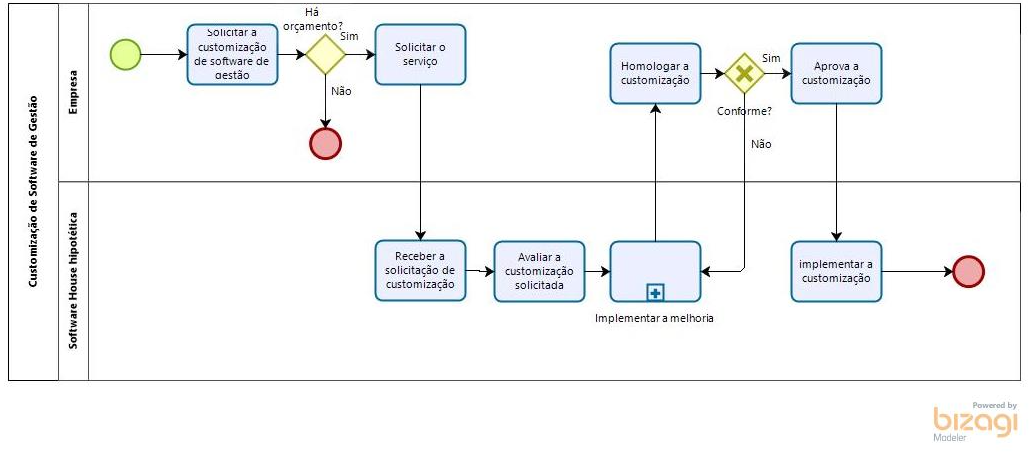 Customização de Software de Gestão
Empresa
Solicitar a
customização
de software de
gestão
Há
orçamento?
Sim
Não
Solicitar o
serviço
Homologar a
customização
Conforme?
Sim
Não
Aprova a
customização
Software House hipotética
Receber a
solicitação de
customização
Avaliar a
customização
solicitada
Implementar a melhoria
implementar a
customização
Powered by
bizagi
Modeler